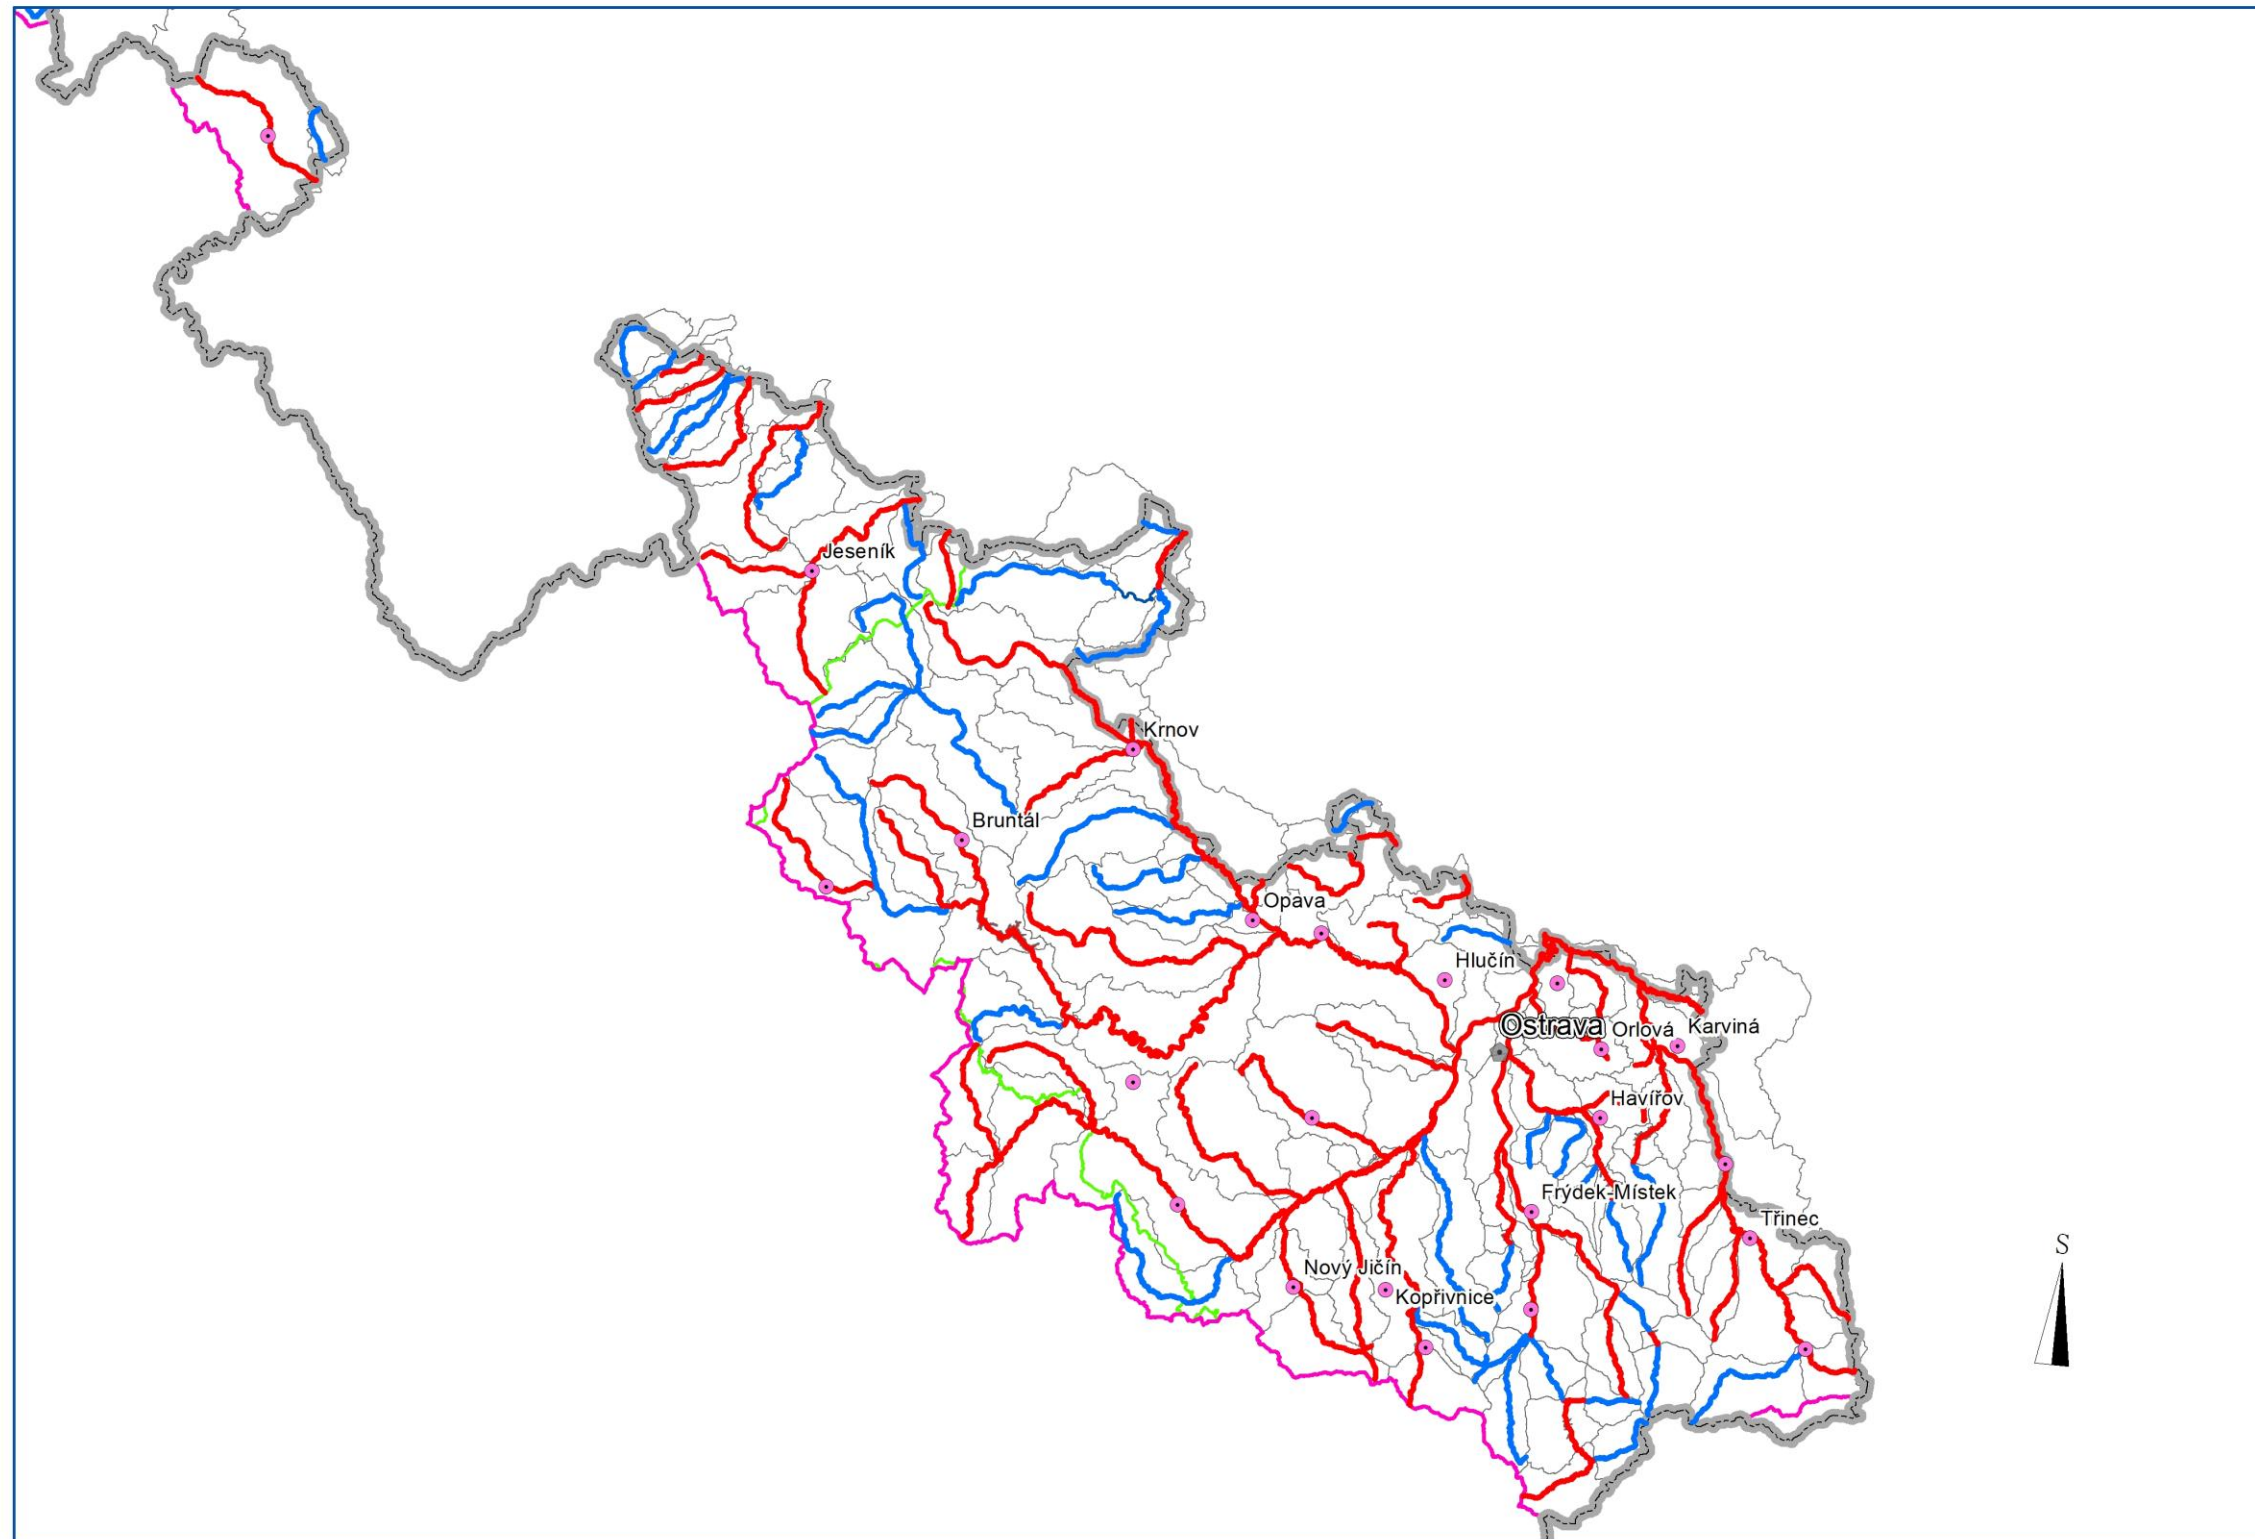 Jeseník
Krnov
Bruntál
Opava
Hlučín
Ostrava
Orlová
Karviná
Havířov
Frýdek-Místek
Třinec
S
Nový Jičín
Kopřivnice